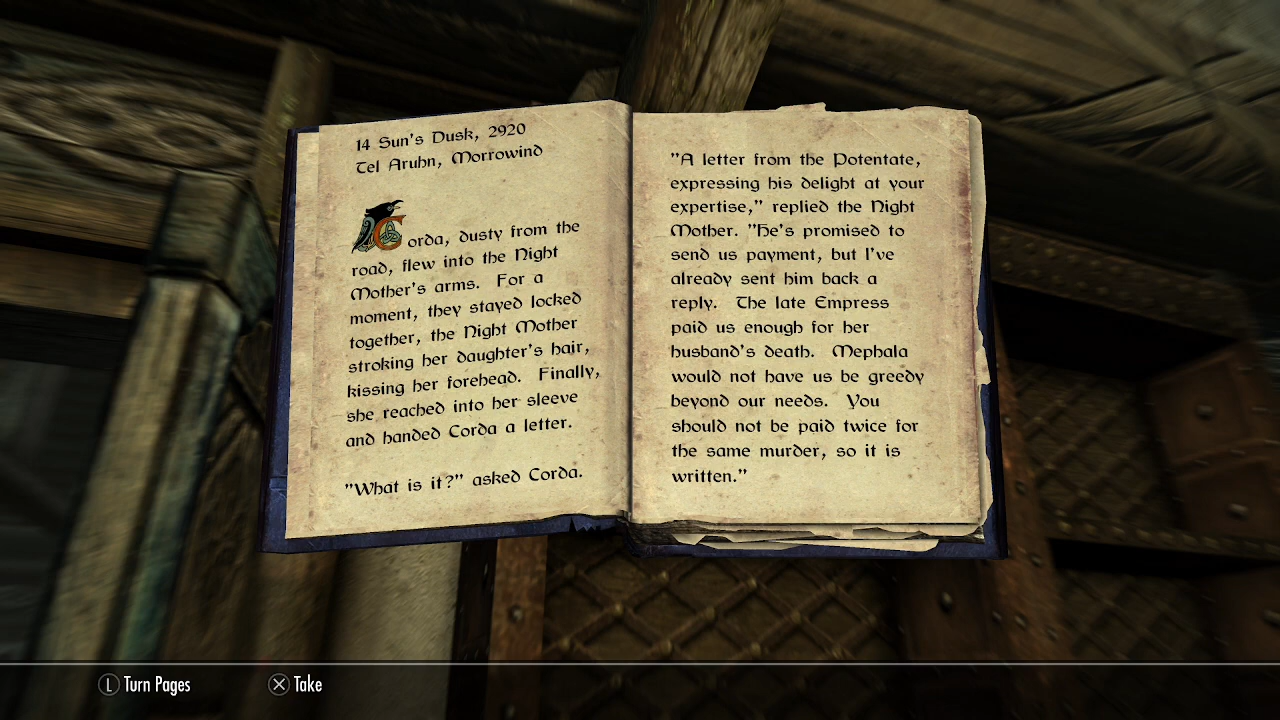 14 Sun's Dusk, 2920
Tel Aruhn, Morrowind
Corda, dusty from the
road, flew into the Night
Mother's arms.  For a
moment, they stayed locked
together, the Night Mother
stroking her daughter's hair,
kissing her forehead.  Finally,
she reached into her sleeve
and handed Corda a letter.
"What is it?" asked Corda.
"A letter from the Potentate,
expressing his delight at your
expertise," replied the Night
Mother. "He's promised to
send us payment, but I've
already sent him back a
reply.  The late Empress
paid us enough for her
husband's death.  Mephala
would not have us be greedy
beyond our needs.  You
should not be paid twice for
the same murder, so it is
written."
L Turn Pages
X Take